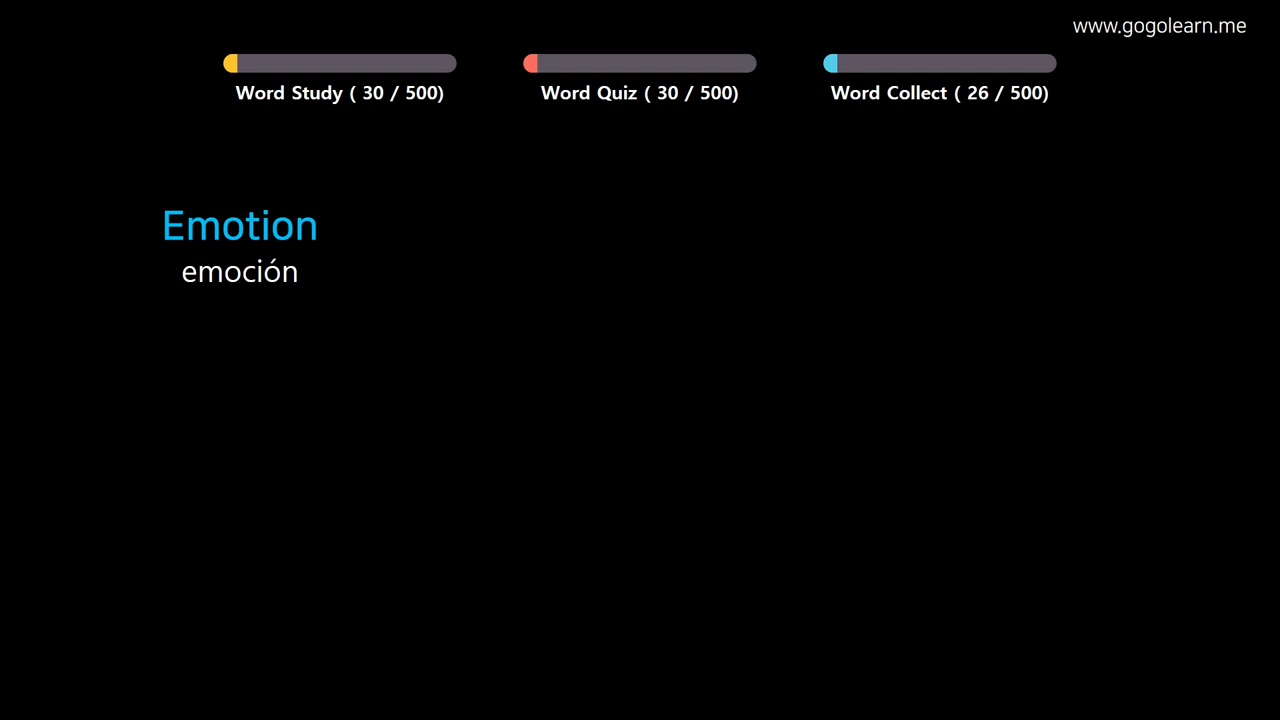 www.gogolearn.me
Word Study ( 30 / 500)
Word Quiz ( 30 / 500)
Word Collect ( 26 / 500)
Emotion
emoción